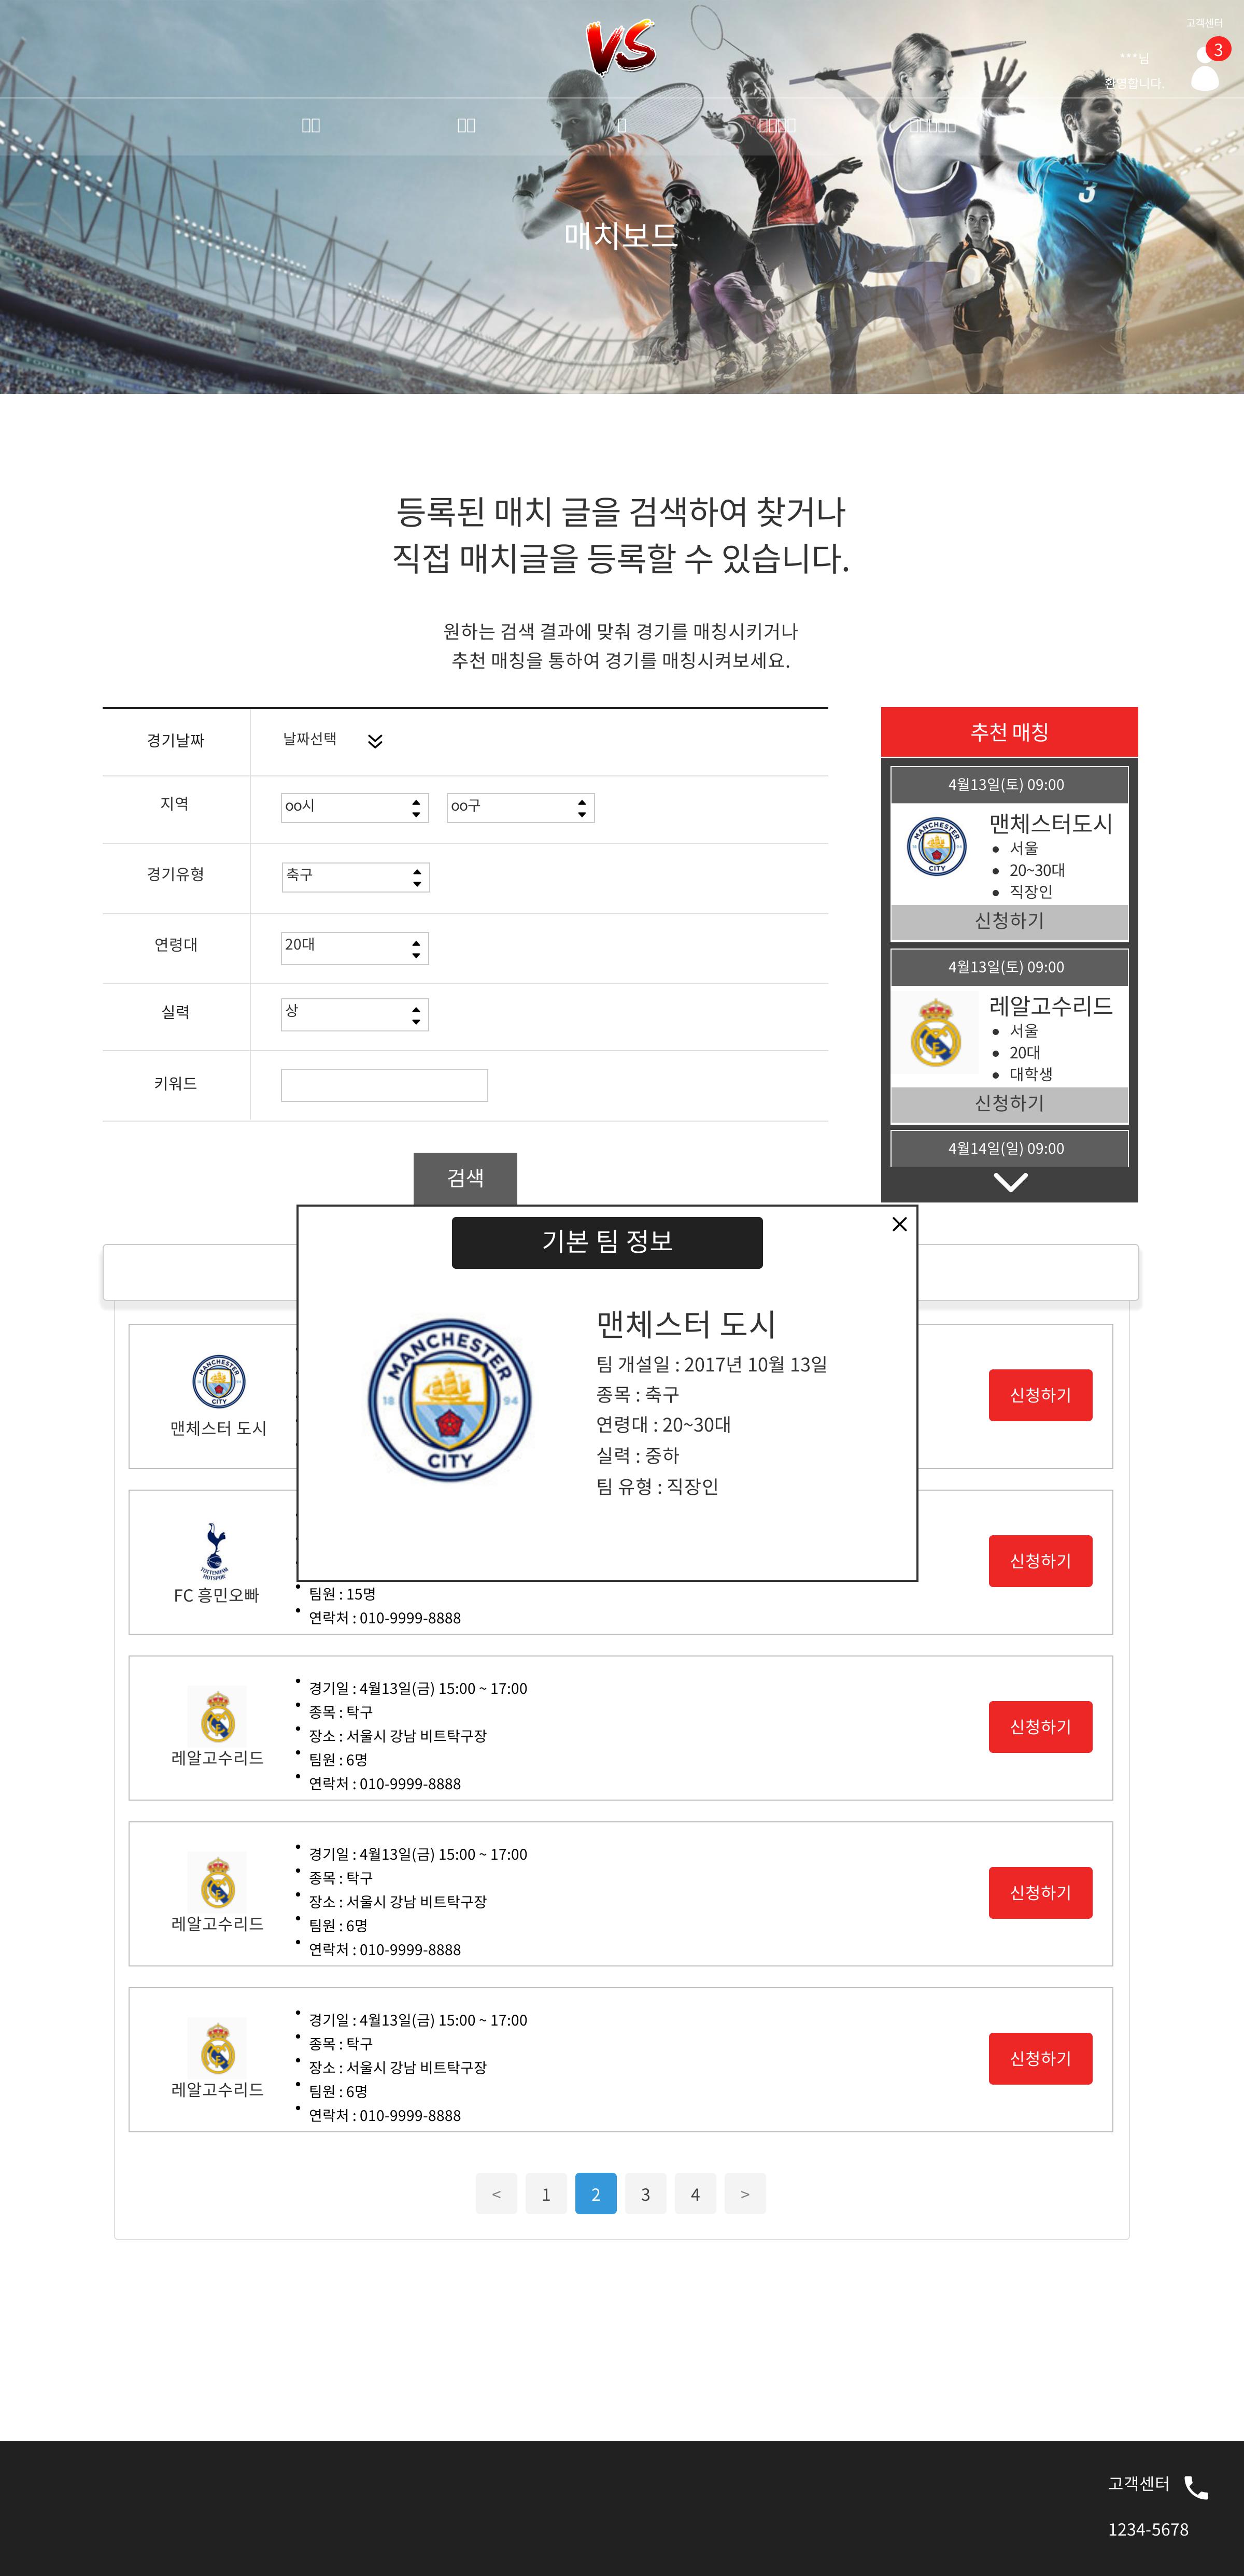 고객센터
VS
3
***님
환영합니다.
매치보드
등록된 매치 글을 검색하여 찾거나
직접 매치글을 등록할 수 있습니다.
원하는 검색 결과에 맞춰 경기를 매칭시키거나
추천 매칭을 통하여 경기를 매칭시켜보세요.
경기날짜
날짜선택
지역
oo시
oo구
경기유형
축구
연령대
20대
실력
상
키워드
검색
추천 매칭
4월13일(토) 09:00
MANCHESTER
CITY
맨체스터도시
서울
20~30대
직장인
신청하기
4월13일(토) 09:00
레알고수리드
서울
20대
대학생
신청하기
4월14일(일) 09:00
기본 팀 정보
MANCHESTER
18 94
CITY
맨체스터 도시
팀 개설일 : 2017년 10월 13일
종목 : 축구
연령대 : 20~30대
실력 : 중하
팀 유형 : 직장인
MANCHESTER
CITY
맨체스터 도시
신청하기
TOTTENHAM
HOTSPUR
FC 흥민오빠
팀원 : 15명
연락처 : 010-9999-8888
신청하기
레알고수리드
경기일 : 4월13일(금) 15:00 ~ 17:00
종목 : 탁구
장소 : 서울시 강남 비트탁구장
팀원 : 6명
연락처 : 010-9999-8888
신청하기
레알고수리드
경기일 : 4월13일(금) 15:00 ~ 17:00
종목 : 탁구
장소 : 서울시 강남 비트탁구장
팀원 : 6명
연락처 : 010-9999-8888
신청하기
레알고수리드
경기일 : 4월13일(금) 15:00 ~ 17:00
종목 : 탁구
장소 : 서울시 강남 비트탁구장
팀원 : 6명
연락처 : 010-9999-8888
신청하기
< 1 2 3 4 >
고객센터
1234-5678